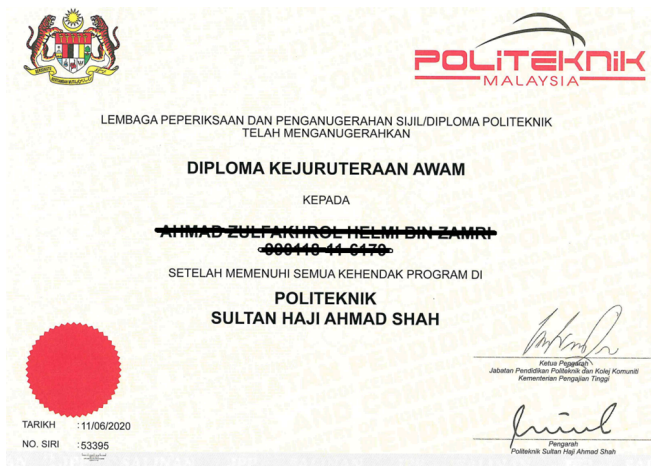 POLITEKNIK
MALAYSIA
LEMBAGA PEPERIKSAAN DAN PENGANUGERAHAN SIJIL/DIPLOMA POLITEKNIK
TELAH MENGANUGERAHKAN
DIPLOMA KEJURUTERAAN AWAM
KEPADA
SETELAH MEMENUHI SEMUA KEHENDAK PROGRAM DI
POLITEKNIK
SULTAN HAJI AHMAD SHAH
Ketua Pengarah
Jabatan Pendidikan Politeknik dan Kolej Komuniti
Kementerian Pengajian Tinggi
TARIKH :11/06/2020
NO. SIRI :53395
Pengarah
Politeknik Sultan Haji Ahmad Shah